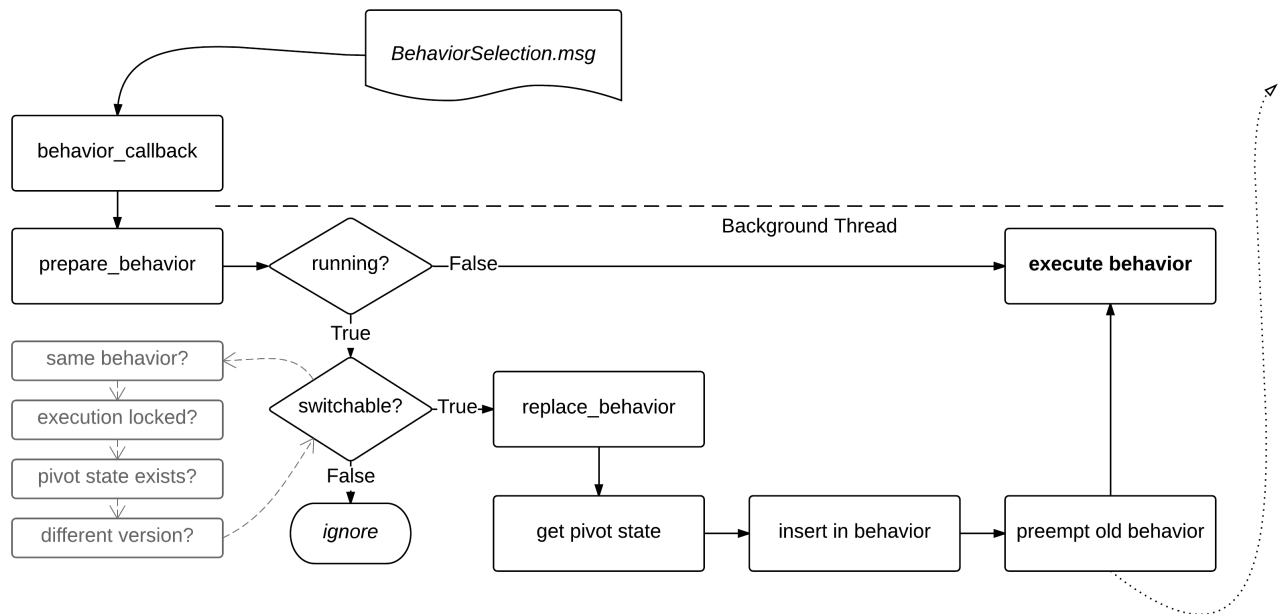 BehaviorSelection.msg
behavior_callback
Background Thread
prepare_behavior
running?
False
execute behavior
True
same behavior?
execution locked?
pivot state exists?
different version?
switchable?
True
replace_behavior
False
ignore
get pivot state
insert in behavior
preempt old behavior